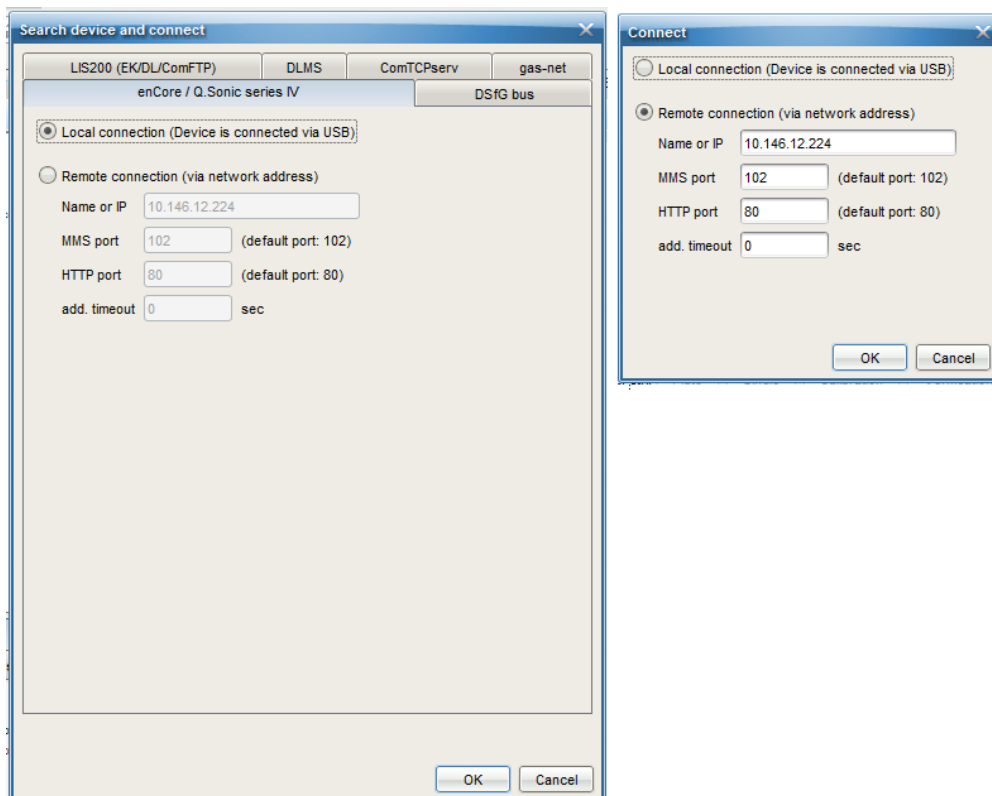 Search device and connect
LIS200 (EK/DL/ComFTP) DLMS ComTCPserv gas-net
enCore / Q.Sonic series IV DSfG bus
Local connection (Device is connected via USB)
Remote connection (via network address)
Name or IP 10.146.12.224
MMS port 102 (default port: 102)
HTTP port 80 (default port: 80)
add. timeout 0 sec
OK Cancel
Connect
Local connection (Device is connected via USB)
Remote connection (via network address)
Name or IP 10.146.12.224
MMS port 102 (default port: 102)
HTTP port 80 (default port: 80)
add. timeout 0 sec
OK Cancel